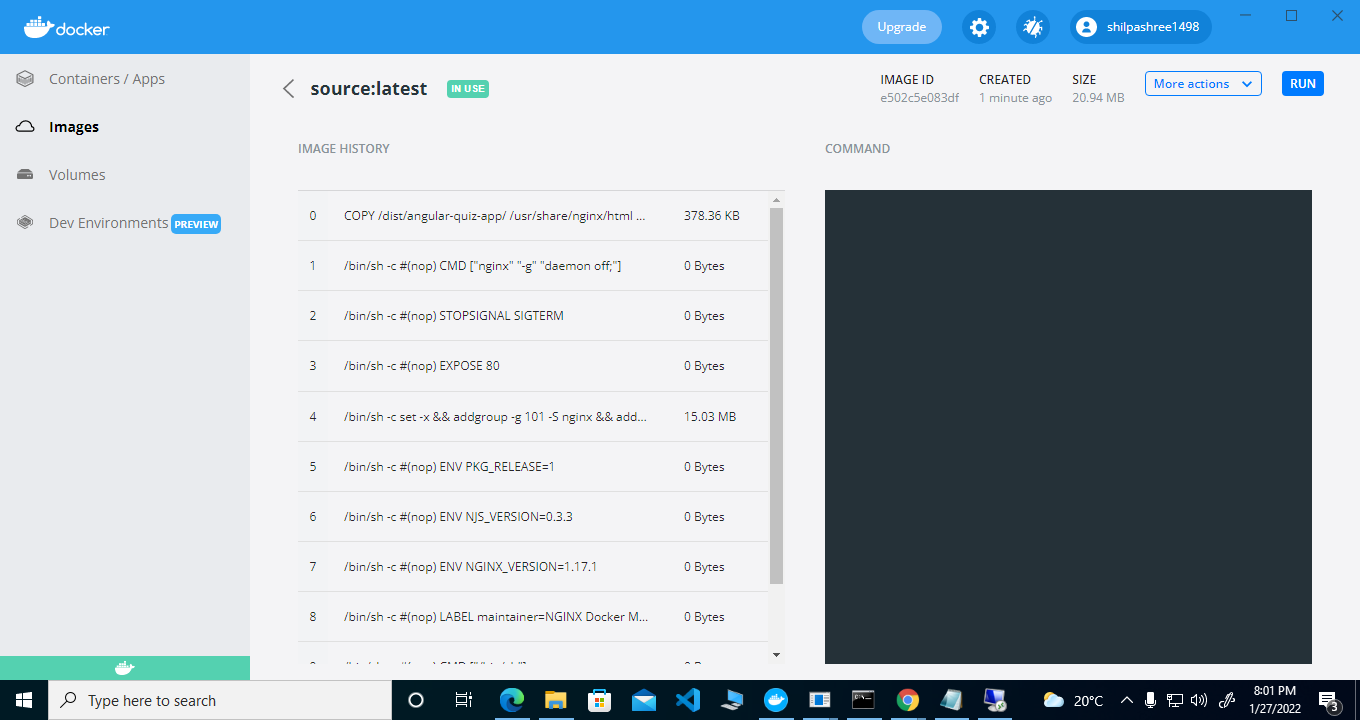 docker
Upgrade
shilpashree1498
Containers / Apps
Images
Volumes
Dev Environments PREVIEW
source:latest IN USE
IMAGE ID
e502c5e083df
CREATED
1 minute ago
SIZE
20.94 MB
More actions
RUN
IMAGE HISTORY
COMMAND
0 COPY /dist/angular-quiz-app/ /usr/share/nginx/html ... 378.36 KB
1 /bin/sh -c #(nop) CMD ["nginx" "-g" "daemon off;"] 0 Bytes
2 /bin/sh -c #(nop) STOPSIGNAL SIGTERM 0 Bytes
3 /bin/sh -c #(nop) EXPOSE 80 0 Bytes
4 /bin/sh -c set -x && addgroup -g 101 -S nginx && add... 15.03 MB
5 /bin/sh -c #(nop) ENV PKG_RELEASE=1 0 Bytes
6 /bin/sh -c #(nop) ENV NJS_VERSION=0.3.3 0 Bytes
7 /bin/sh -c #(nop) ENV NGINX_VERSION=1.17.1 0 Bytes
8 /bin/sh -c #(nop) LABEL maintainer=NGINX Docker M... 0 Bytes
Type here to search
20°C
8:01 PM
1/27/2022
3